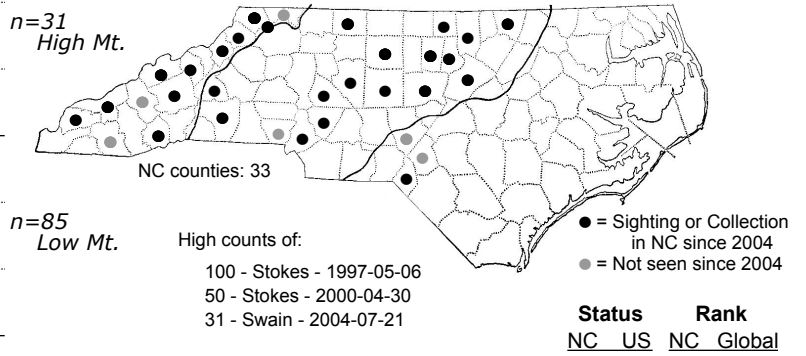 n=31
High Mt.
NC counties: 33
n=85
Low Mt.
High counts of:
100 - Stokes - 1997-05-06
50 - Stokes - 2000-04-30
31 - Swain - 2004-07-21
● = Sighting or Collection
in NC since 2004
● = Not seen since 2004
Status Rank
NC US NC Global